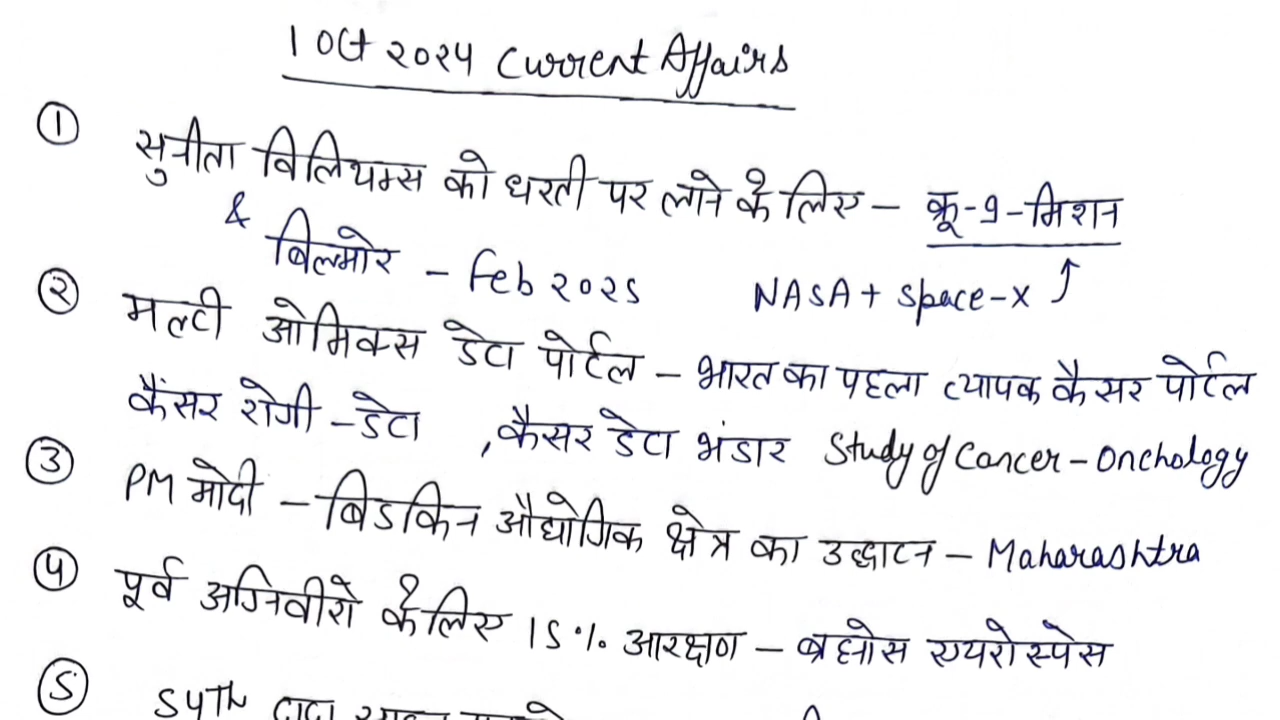 1 Oct 2024 Current Affairs
① सुनीता विलियम्स को धरती पर लाने के लिए – क्रू-9-मिशन
& बिलमोर – Feb 2025 NASA + Space-X ↑
② मल्टी ओमिक्स डेटा पोर्टल – भारत का पहला व्यापक कैंसर पोर्टल
कैंसर रोगी – डेटा , कैंसर डेटा भंडार Study of Cancer – Onchology
③ PM मोदी – बिडकिन औद्योगिक क्षेत्र का उद्घाटन – Maharashtra
④ पूर्व अग्निवीरो के लिए 15% आरक्षण – ब्रह्मोस एयरोस्पेस
⑤ 54Th दादा